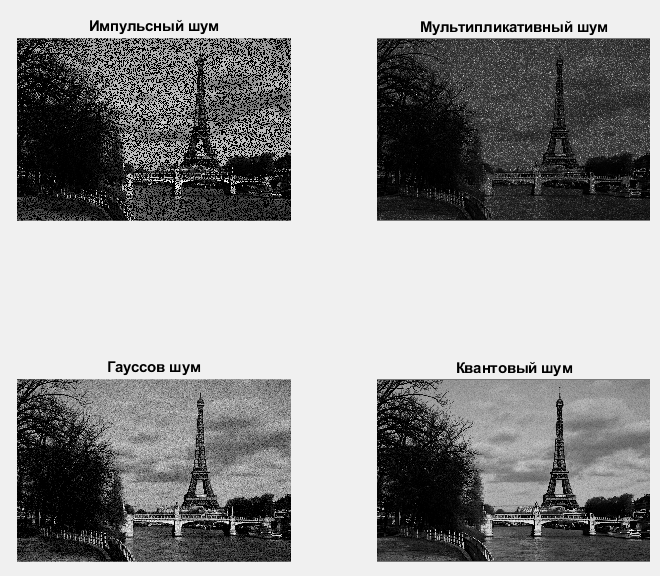 Импульсный шум
Мультипликативный шум
Гауссов шум
Квантовый шум